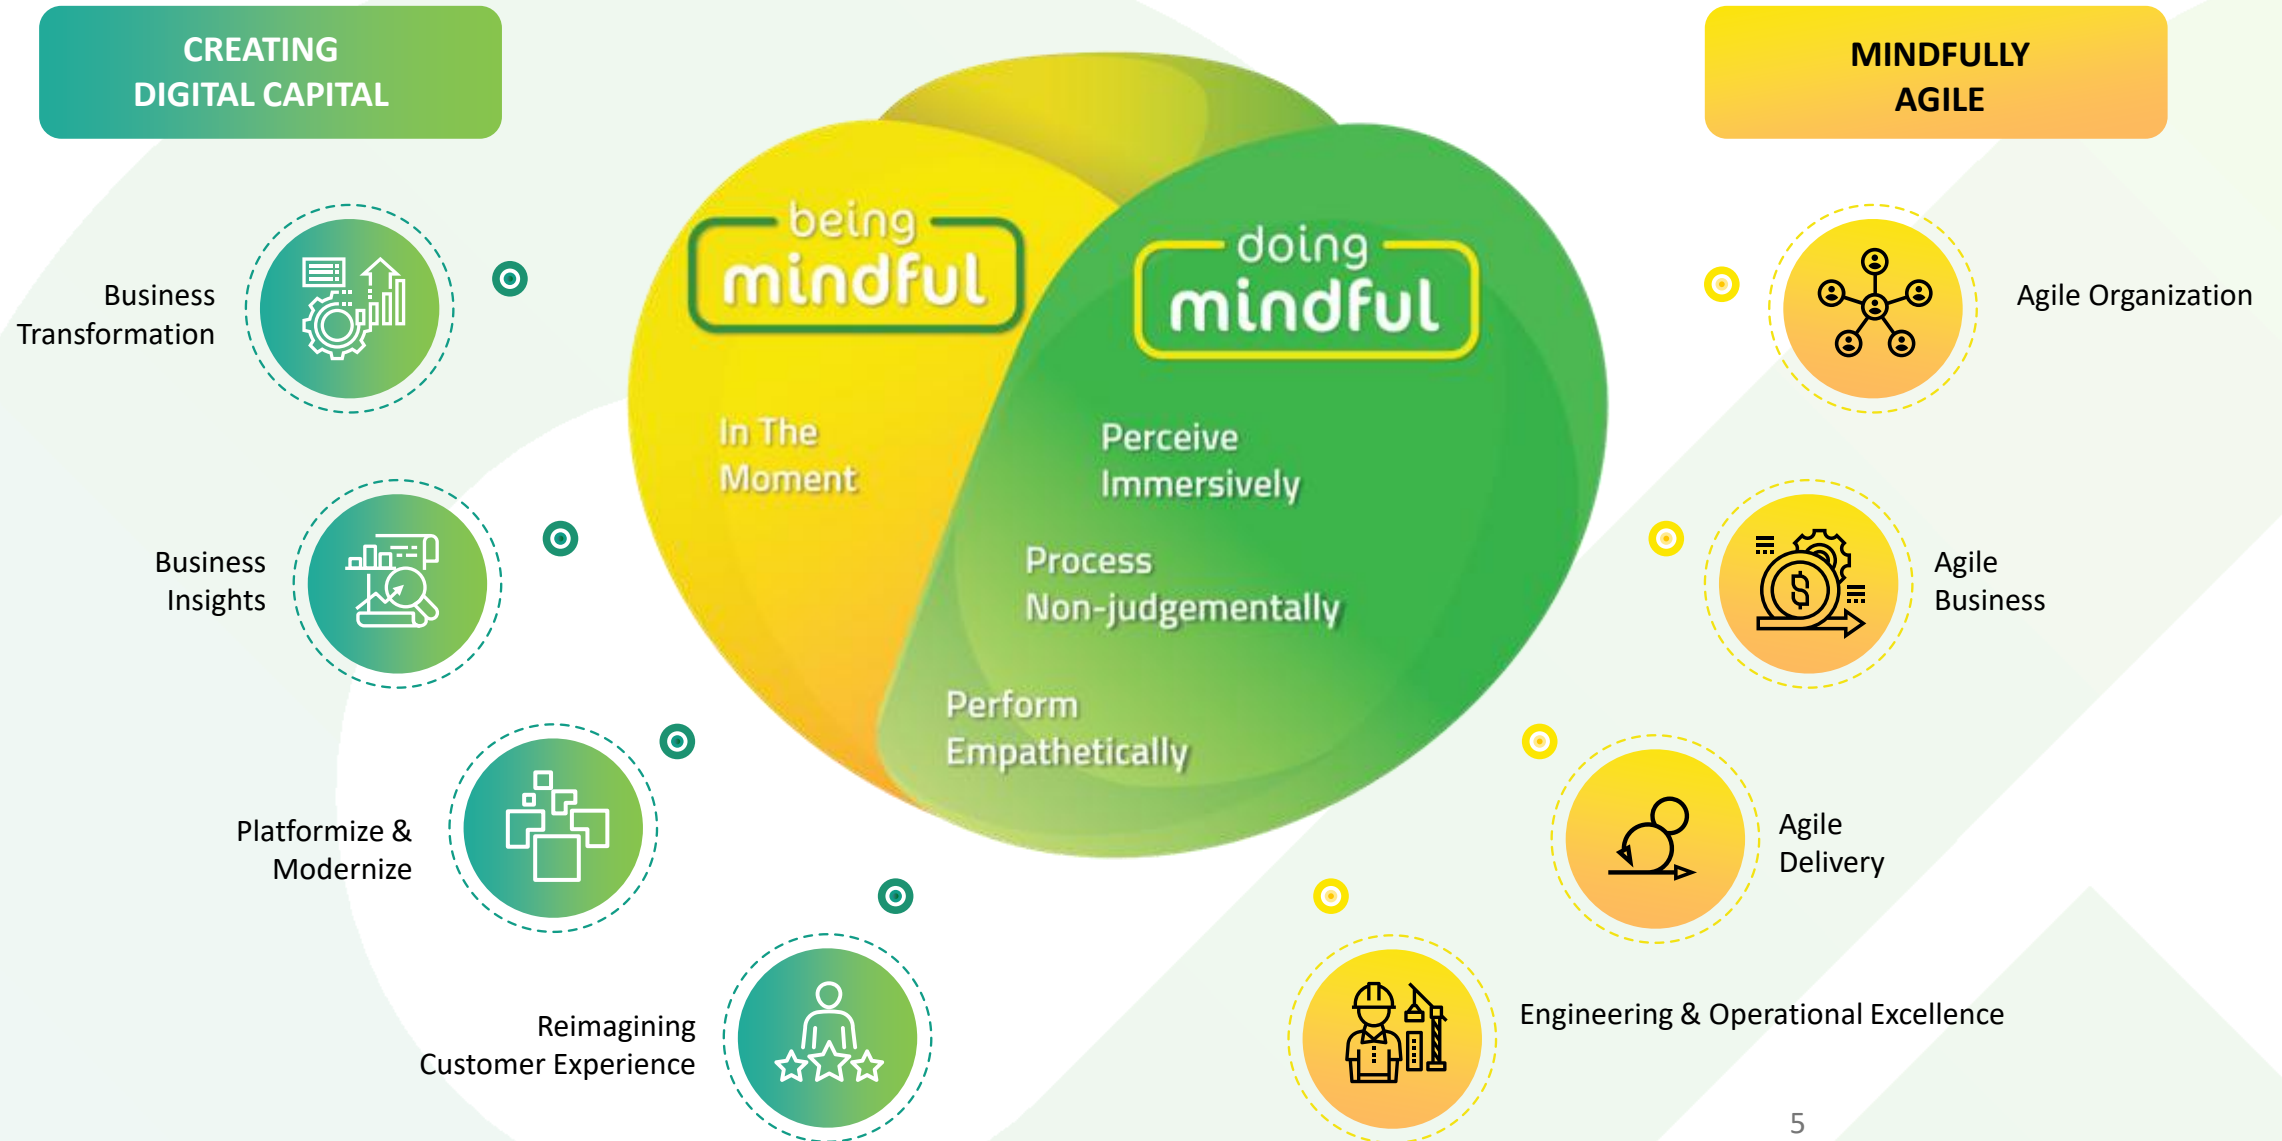 CREATING
DIGITAL CAPITAL
Business
Transformation
Business
Insights
Platformize &
Modernize
Reimagining
Customer Experience
being
mindful
In The
Moment
doing
mindful
Perceive
Immersively
Process
Non-judgementally
Perform
Empathetically
MINDFULLY
AGILE
Agile Organization
Agile
Business
Agile
Delivery
Engineering & Operational Excellence
5